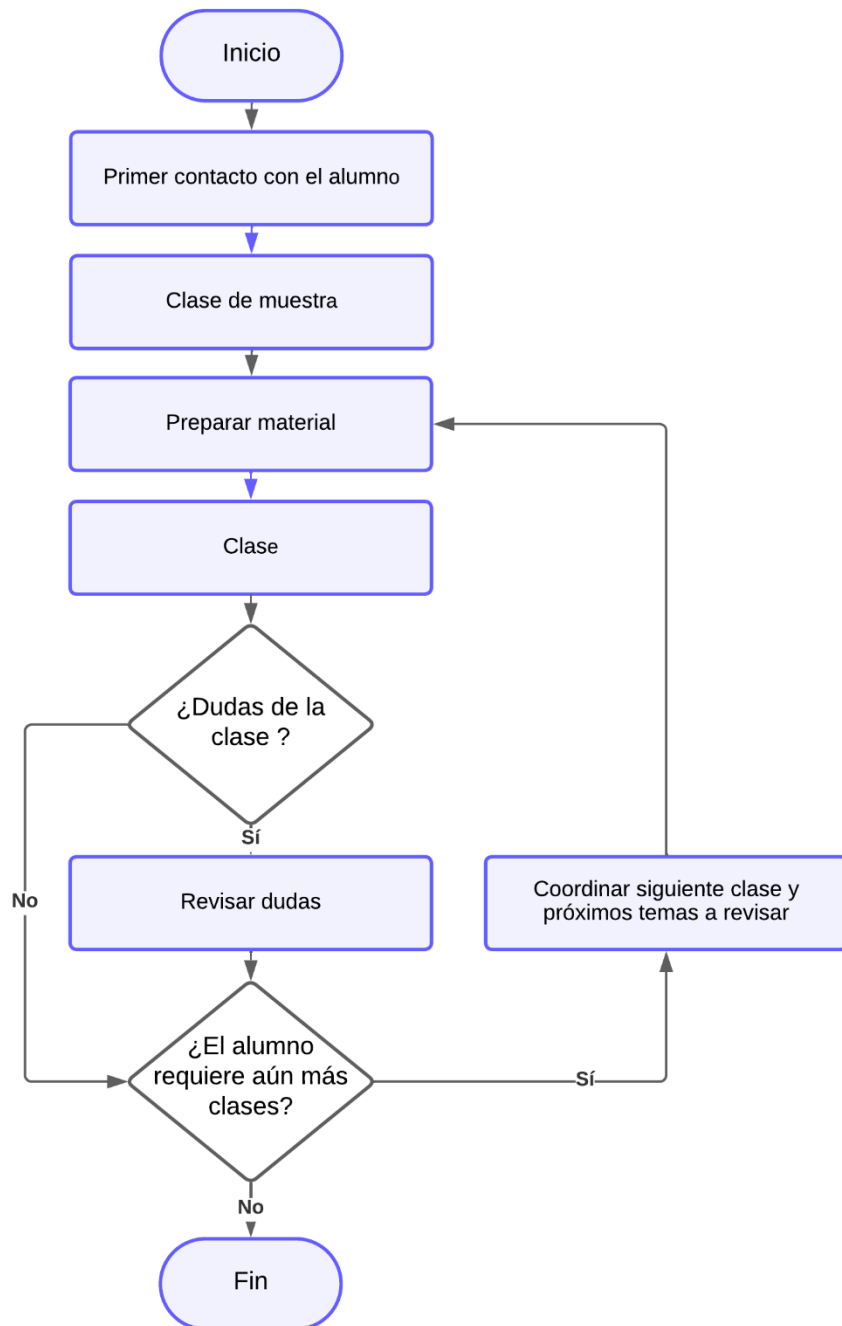 Inicio
Primer contacto con el alumno
Clase de muestra
Preparar material
Clase
¿Dudas de la
clase ?
Sí
No
Revisar dudas
Coordinar siguiente clase y
próximos temas a revisar
¿El alumno
requiere aún más
clases?
Sí
No
Fin